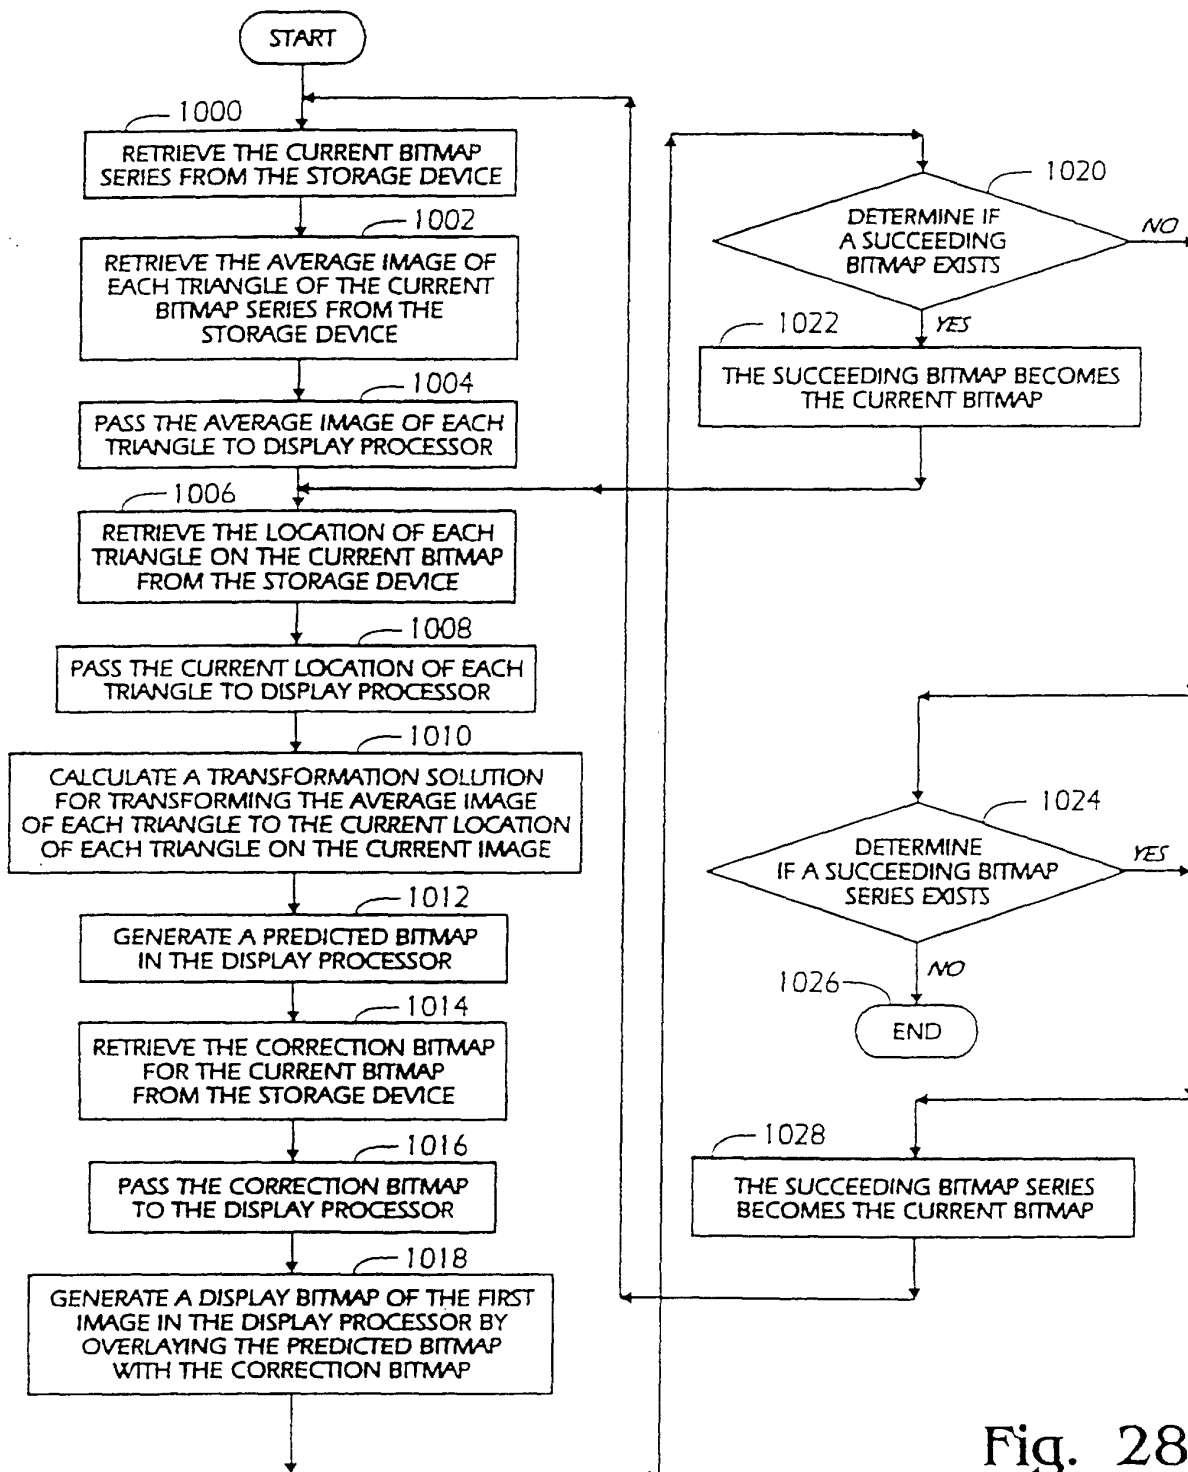 START
1000
RETRIEVE THE CURRENT BITMAP
SERIES FROM THE STORAGE DEVICE
1002
RETRIEVE THE AVERAGE IMAGE OF
EACH TRIANGLE OF THE CURRENT
BITMAP SERIES FROM THE
STORAGE DEVICE
1004
PASS THE AVERAGE IMAGE OF EACH
TRIANGLE TO DISPLAY PROCESSOR
1006
RETRIEVE THE LOCATION OF EACH
TRIANGLE ON THE CURRENT BITMAP
FROM THE STORAGE DEVICE
1008
PASS THE CURRENT LOCATION OF EACH
TRIANGLE TO DISPLAY PROCESSOR
1010
CALCULATE A TRANSFORMATION SOLUTION
FOR TRANSFORMING THE AVERAGE IMAGE
OF EACH TRIANGLE TO THE CURRENT LOCATION
OF EACH TRIANGLE ON THE CURRENT IMAGE
1012
GENERATE A PREDICTED BITMAP
IN THE DISPLAY PROCESSOR
1014
RETRIEVE THE CORRECTION BITMAP
FOR THE CURRENT BITMAP
FROM THE STORAGE DEVICE
1016
PASS THE CORRECTION BITMAP
TO THE DISPLAY PROCESSOR
1018
GENERATE A DISPLAY BITMAP OF THE FIRST
IMAGE IN THE DISPLAY PROCESSOR BY
OVERLAYING THE PREDICTED BITMAP
WITH THE CORRECTION BITMAP
1020
DETERMINE IF
A SUCCEEDING
BITMAP EXISTS
NO
YES
1022
THE SUCCEEDING BITMAP BECOMES
THE CURRENT BITMAP
1024
DETERMINE
IF A SUCCEEDING BITMAP
SERIES EXISTS
YES
NO
1026
END
1028
THE SUCCEEDING BITMAP SERIES
BECOMES THE CURRENT BITMAP
Fig. 28